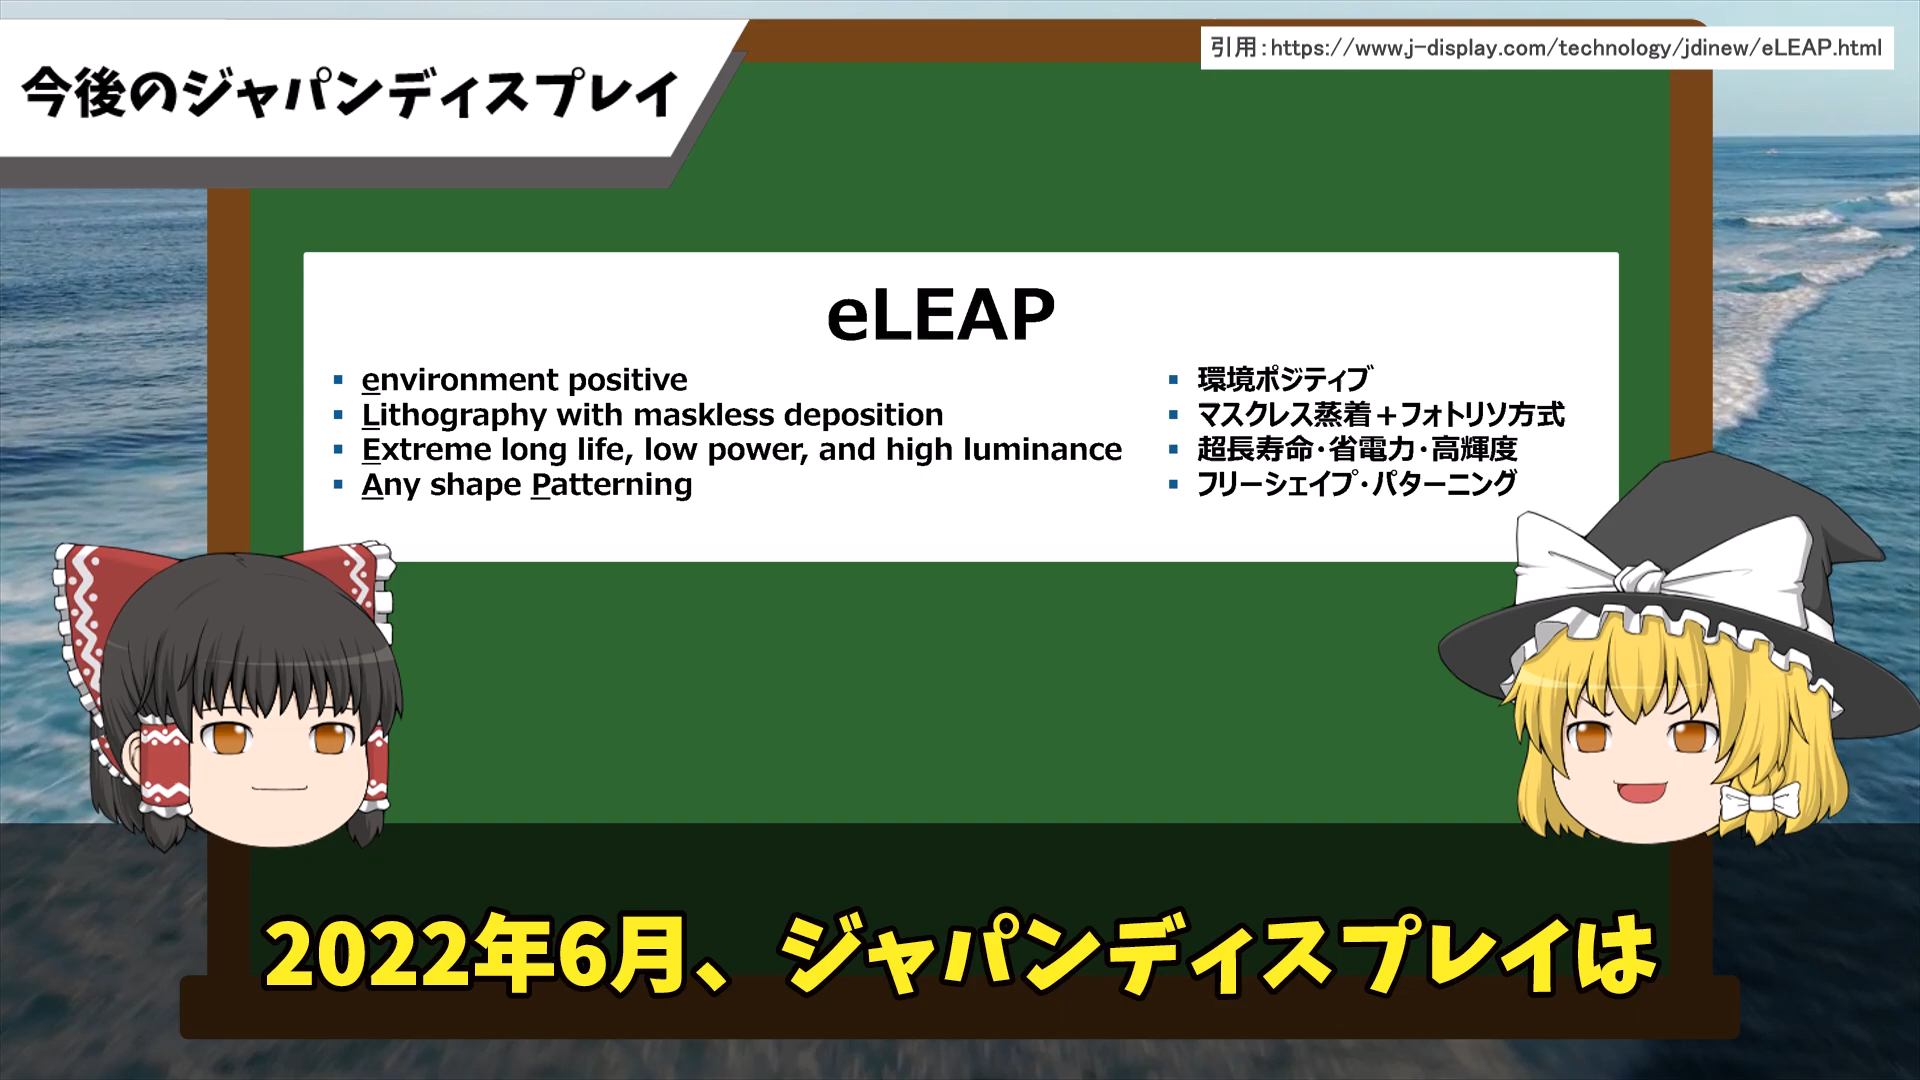 今後のジャパンディスプレイ
引用：https://www.j-display.com/technology/jdinew/eLEAP.html
eLEAP
▪ environment positive
▪ Lithography with maskless deposition
▪ Extreme long life, low power, and high luminance
▪ Any shape Patterning
▪ 環境ポジティブ
▪ マスクレス蒸着＋フォトリソ方式
▪ 超長寿命・省電力・高輝度
▪ フリーシェイプ・パターニング
2022年6月、ジャパンディスプレイは